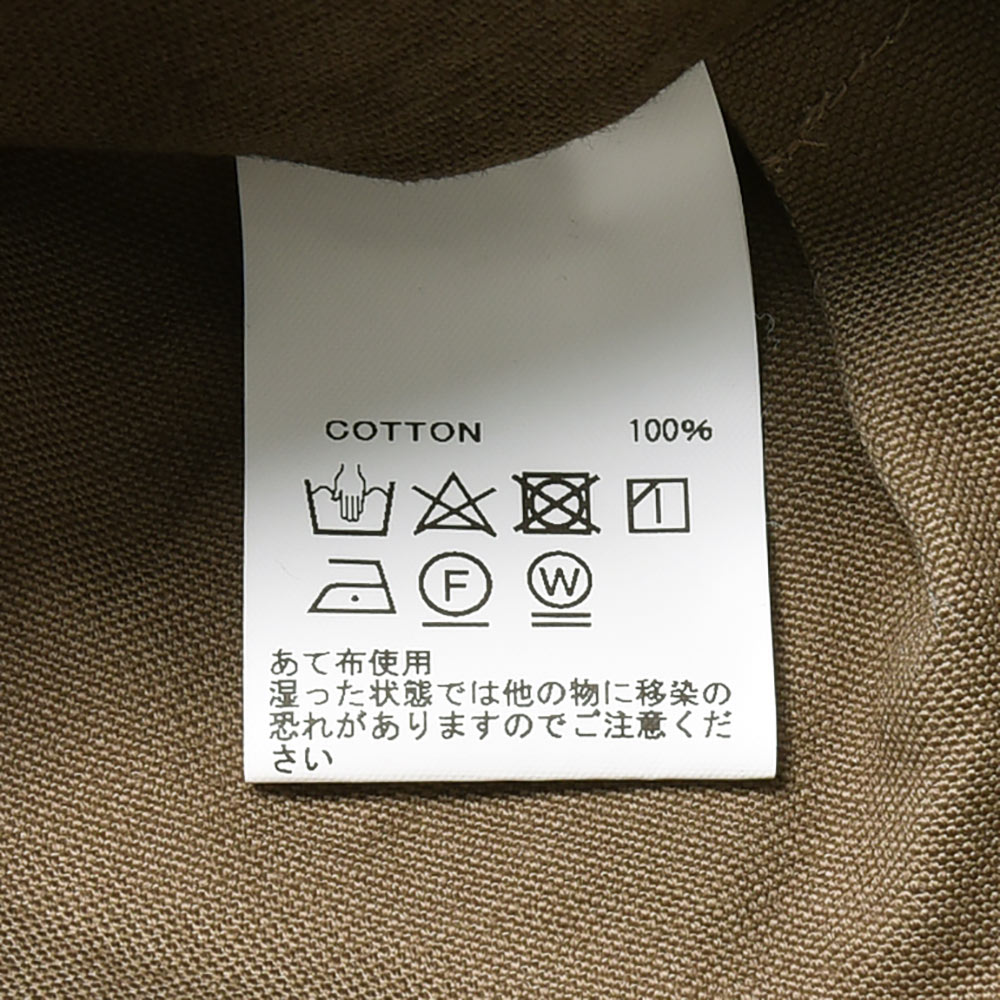 COTTON 100%
F W
あて布使用
湿った状態では他の物に移染の
恐れがありますのでご注意くだ
さい